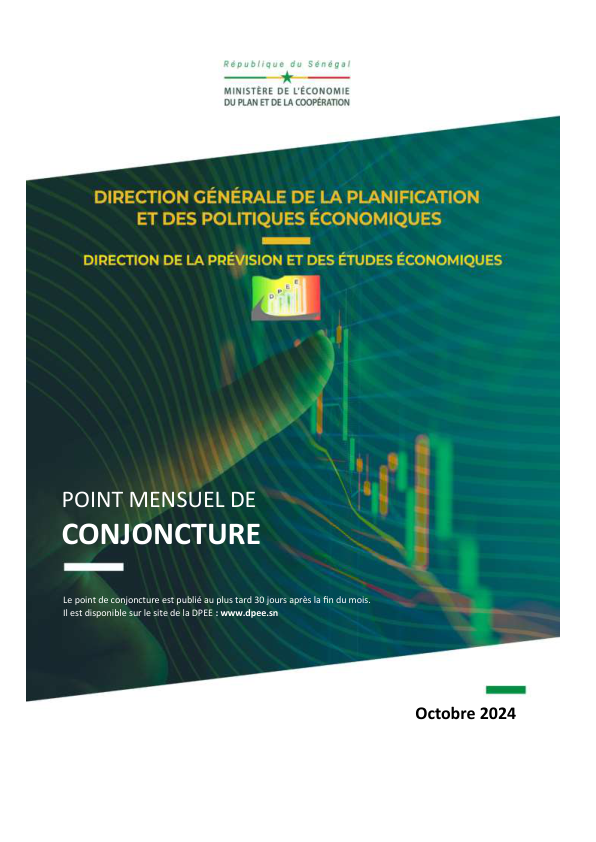 République du Sénégal
MINISTÈRE DE L'ÉCONOMIE
DU PLAN ET DE LA COOPÉRATION
DIRECTION GÉNÉRALE DE LA PLANIFICATION
ET DES POLITIQUES ÉCONOMIQUES
DIRECTION DE LA PRÉVISION ET DES ÉTUDES ÉCONOMIQUES
DPEE
POINT MENSUEL DE
CONJONCTURE
Le point de conjoncture est publié au plus tard 30 jours après la fin du mois.
Il est disponible sur le site de la DPEE : www.dpee.sn
Octobre 2024